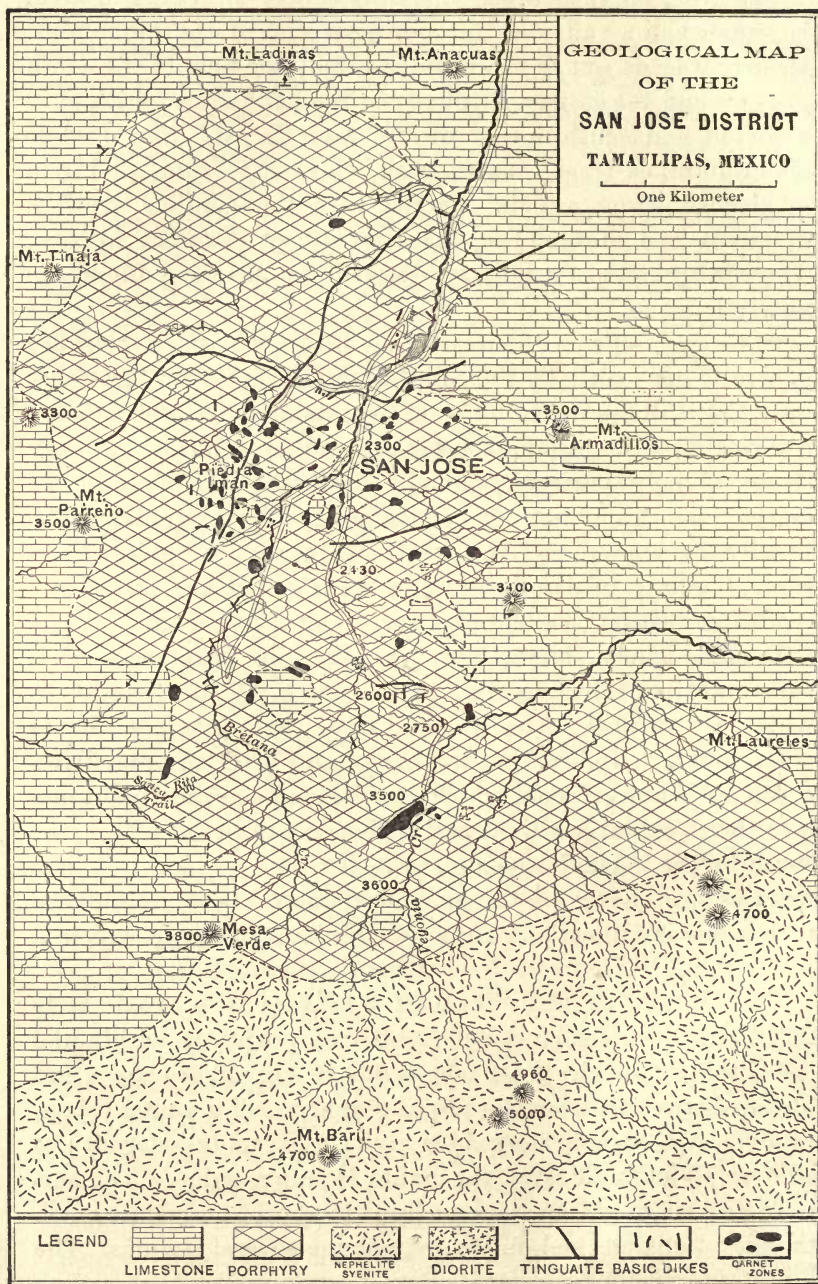 GEOLOGICAL MAP
OF THE
SAN JOSE DISTRICT
TAMAULIPAS, MEXICO
One Kilometer
Mt. Ladinas
Mt. Anacuas
Mt. Tinaja
3300
3500
Mt.
Armadillos
2300
SAN JOSE
Piedra
Iman
Mt.
Parreño
3500
2430
3400
2600
2750
Bretaña
Cr.
Mt. Laureles
Santa Rita
Trail
3500
Cr.
3600
4700
3800
Mesa
Verde
4960
5000
Mt. Baril
4700
LEGEND
LIMESTONE
PORPHYRY
NEPHELITE
SYENITE
DIORITE
TINGUAITE
BASIC DIKES
GARNET
ZONES